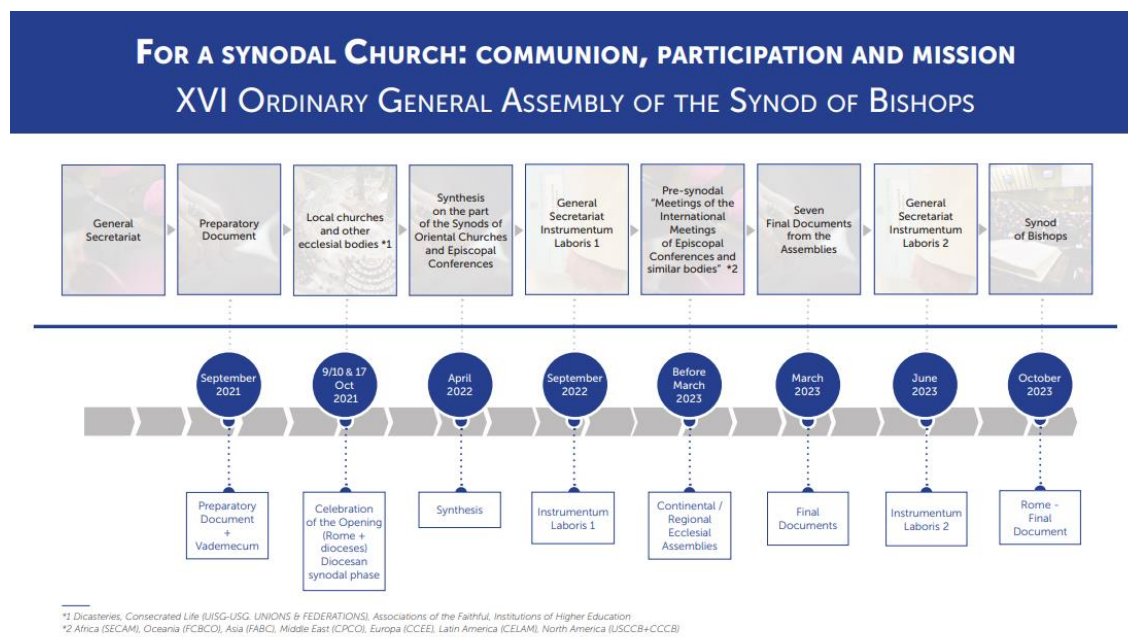 FOR A SYNODAL CHURCH: COMMUNION, PARTICIPATION AND MISSION
XVI ORDINARY GENERAL ASSEMBLY OF THE SYNOD OF BISHOPS
General
Secretariat
Preparatory
Document
Local churches
and other
ecclesial bodies *1
Synthesis
on the part
of the Synods of
Oriental Churches
and Episcopal
Conferences
General
Secretariat
Instrumentum
Laboris 1
Pre-synodal
"Meetings of the
International
Meetings
of Episcopal
Conferences and
similar bodies" *2
Seven
Final Documents
from the
Assemblies
General
Secretariat
Instrumentum
Laboris 2
Synod
of Bishops
September
2021
9/10 & 17
Oct
2021
April
2022
September
2022
Before
March
2023
March
2023
June
2023
October
2023
Preparatory
Document
+
Vademecum
Celebration
of the Opening
(Rome +
dioceses)
Diocesan
synodal phase
Synthesis
Instrumentum
Laboris 1
Continental /
Regional
Ecclesial
Assemblies
Final
Documents
Instrumentum
Laboris 2
Rome -
Final
Document
*1 Dicasteries, Consecrated Life (UISG-USG. UNIONS & FEDERATIONS), Associations of the Faithful, Institutions of Higher Education
*2 Africa (SECAM), Oceania (FCBCO), Asia (FABC), Middle East (CPCO), Europa (CCEE), Latin America (CELAM), North America (USCCB+CCCB)